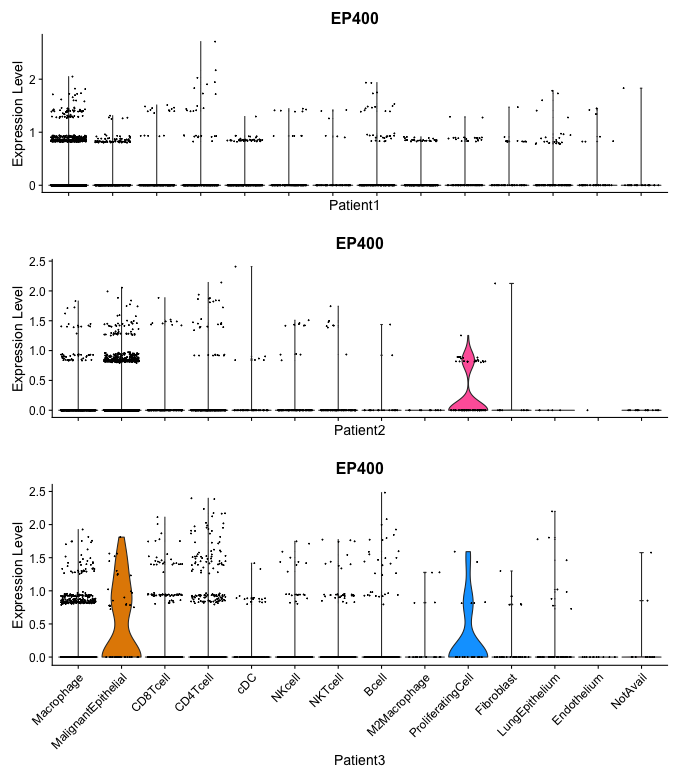 EP400
Expression Level
2
1
0
Patient1
EP400
Expression Level
2.5
2.0
1.5
1.0
0.5
0.0
Patient2
EP400
Expression Level
2.5
2.0
1.5
1.0
0.5
0.0
Macrophage
MalignantEpithelial
CD8Tcell
CD4Tcell
cDC
NKcell
NKTcell
Bcell
M2Macrophage
ProliferatingCell
Fibroblast
LungEpithelium
Endothelium
NotAvail
Patient3